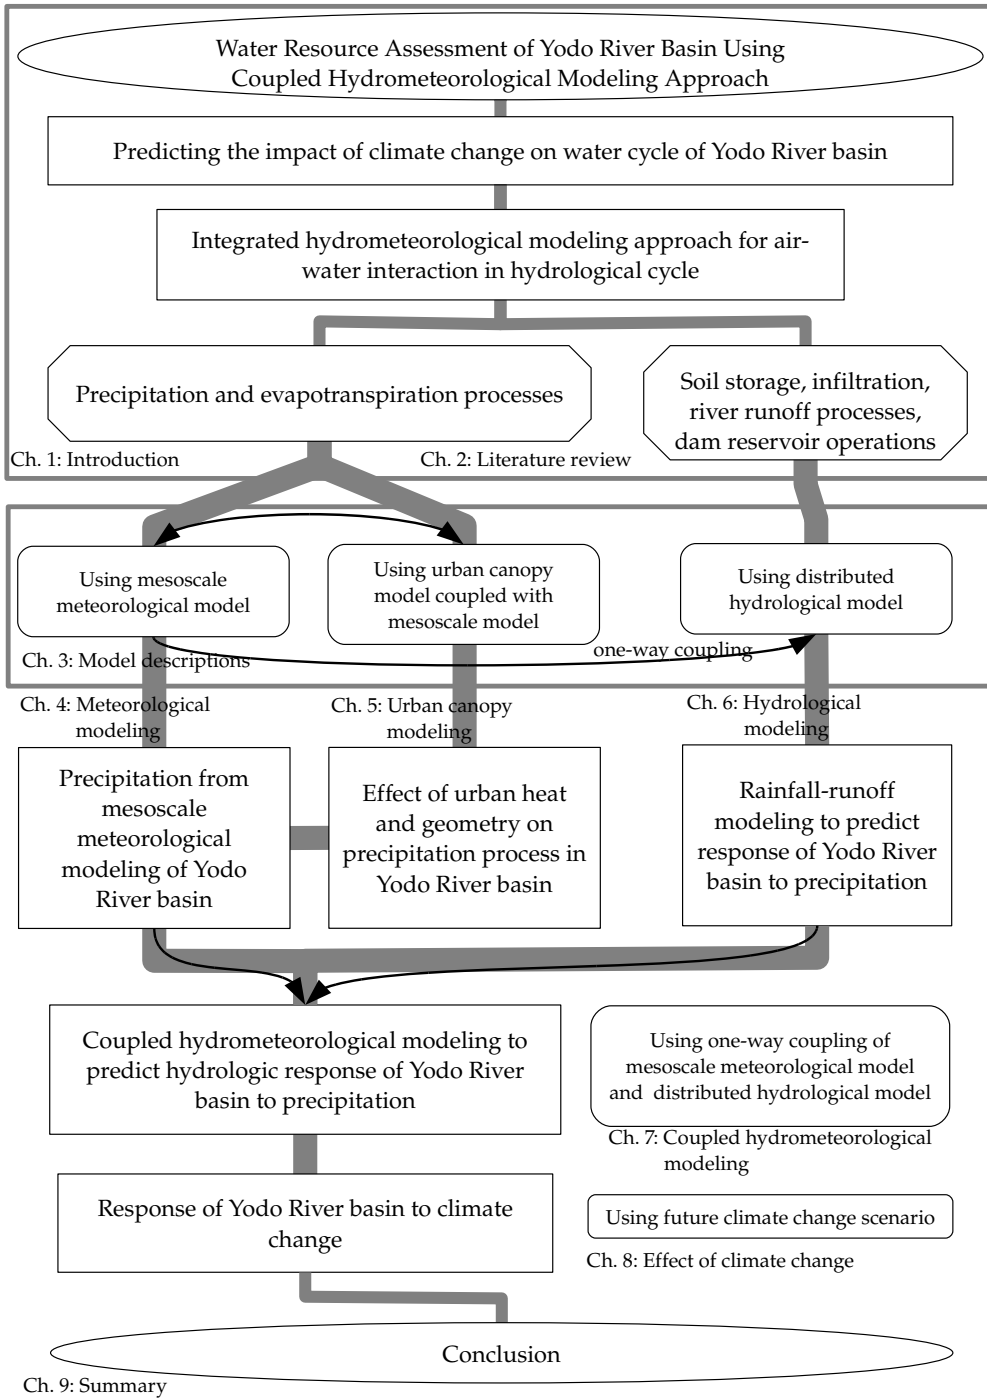 Water Resource Assessment of Yodo River Basin Using
Coupled Hydrometeorological Modeling Approach
Predicting the impact of climate change on water cycle of Yodo River basin
Integrated hydrometeorological modeling approach for air-
water interaction in hydrological cycle
Precipitation and evapotranspiration processes
Soil storage, infiltration,
river runoff processes,
dam reservoir operations
Ch. 1: Introduction
Ch. 2: Literature review
Using mesoscale
meteorological model
Using urban canopy
model coupled with
mesoscale model
Using distributed
hydrological model
one-way coupling
Ch. 3: Model descriptions
Ch. 4: Meteorological
modeling
Ch. 5: Urban canopy
modeling
Ch. 6: Hydrological
modeling
Precipitation from
mesoscale
meteorological
modeling of Yodo
River basin
Effect of urban heat
and geometry on
precipitation process in
Yodo River basin
Rainfall-runoff
modeling to predict
response of Yodo River
basin to precipitation
Coupled hydrometeorological modeling to
predict hydrologic response of Yodo River
basin to precipitation
Using one-way coupling of
mesoscale meteorological model
and distributed hydrological model
Ch. 7: Coupled hydrometeorological
modeling
Response of Yodo River basin to climate
change
Using future climate change scenario
Ch. 8: Effect of climate change
Conclusion
Ch. 9: Summary